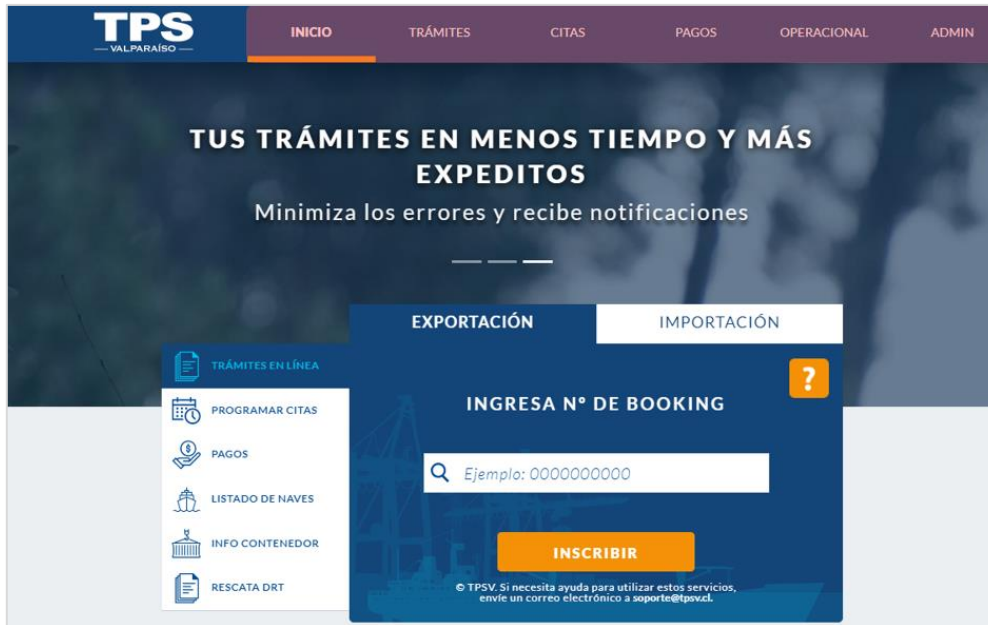 TPS
VALPARAÍSO
INICIO
TRÁMITES
CITAS
PAGOS
OPERACIONAL
ADMIN
TUS TRÁMITES EN MENOS TIEMPO Y MÁS
EXPEDITOS
Minimiza los errores y recibe notificaciones
EXPORTACIÓN
IMPORTACIÓN
TRÁMITES EN LÍNEA
PROGRAMAR CITAS
PAGOS
LISTADO DE NAVES
INFO CONTENEDOR
RESCATA DRT
?
INGRESA Nº DE BOOKING
Ejemplo: 0000000000
INSCRIBIR
© TPSV. Si necesita ayuda para utilizar estos servicios,
envíe un correo electrónico a soporte@tpsv.cl.